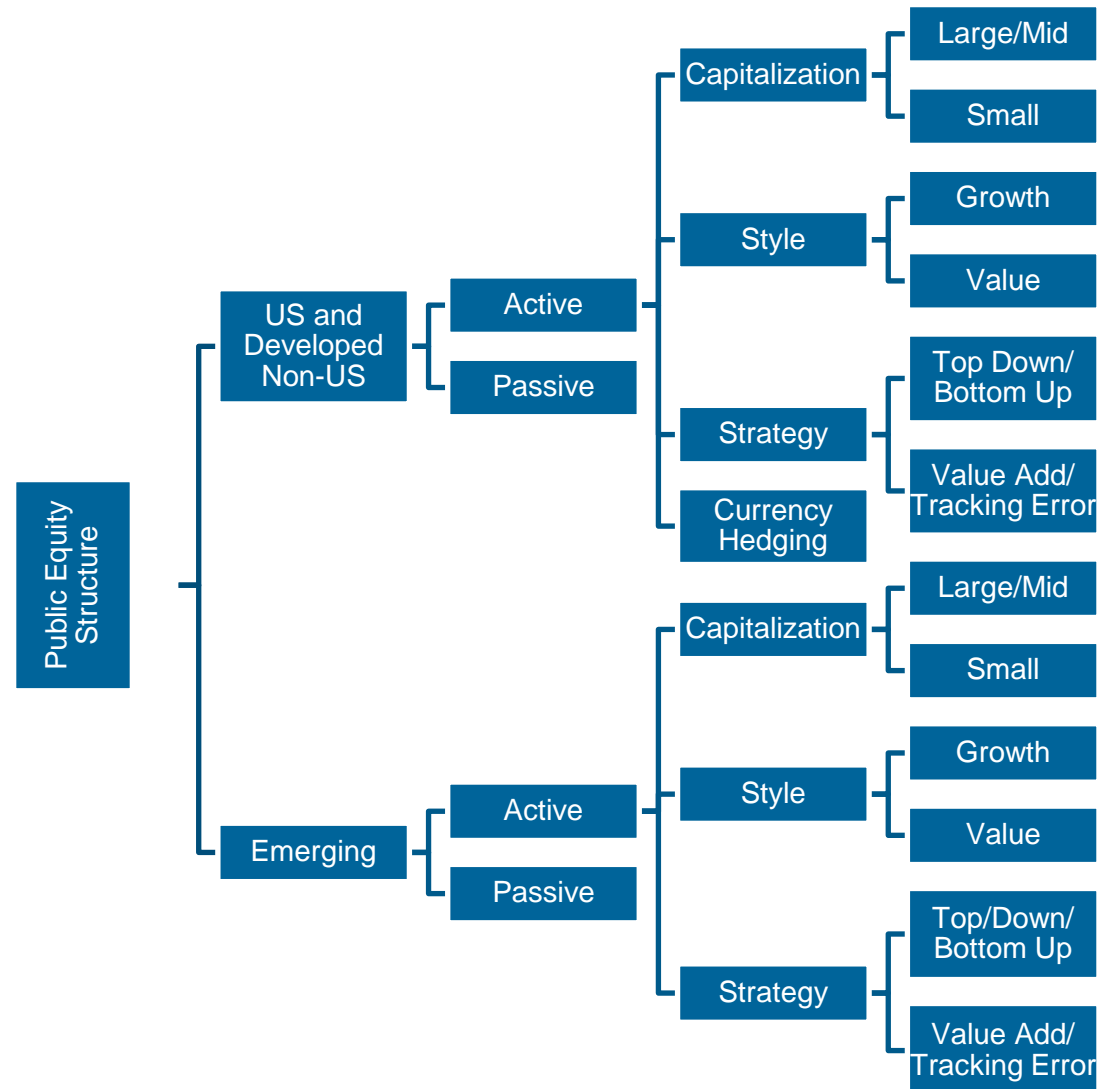 Public Equity
Structure
US and
Developed
Non-US
Active
Passive
Capitalization
Large/Mid
Small
Style
Growth
Value
Strategy
Top Down/
Bottom Up
Value Add/
Tracking Error
Currency
Hedging
Emerging
Active
Passive
Capitalization
Large/Mid
Small
Style
Growth
Value
Strategy
Top/Down/
Bottom Up
Value Add/
Tracking Error